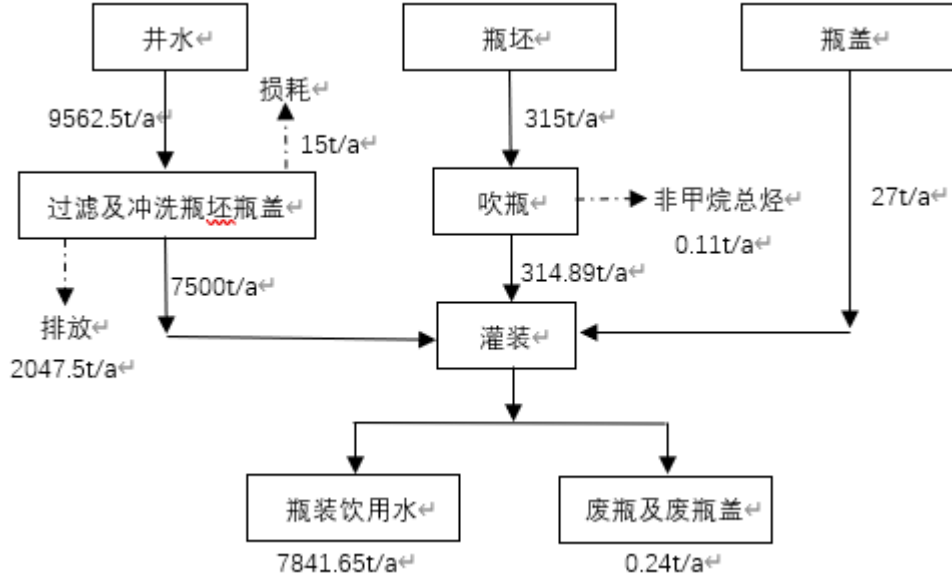 井水
瓶坯
瓶盖
损耗
9562.5t/a
15t/a
315t/a
过滤及冲洗瓶坯瓶盖
吹瓶
非甲烷总烃
27t/a
0.11t/a
7500t/a
314.89t/a
排放
灌装
2047.5t/a
瓶装饮用水
废瓶及废瓶盖
7841.65t/a
0.24t/a